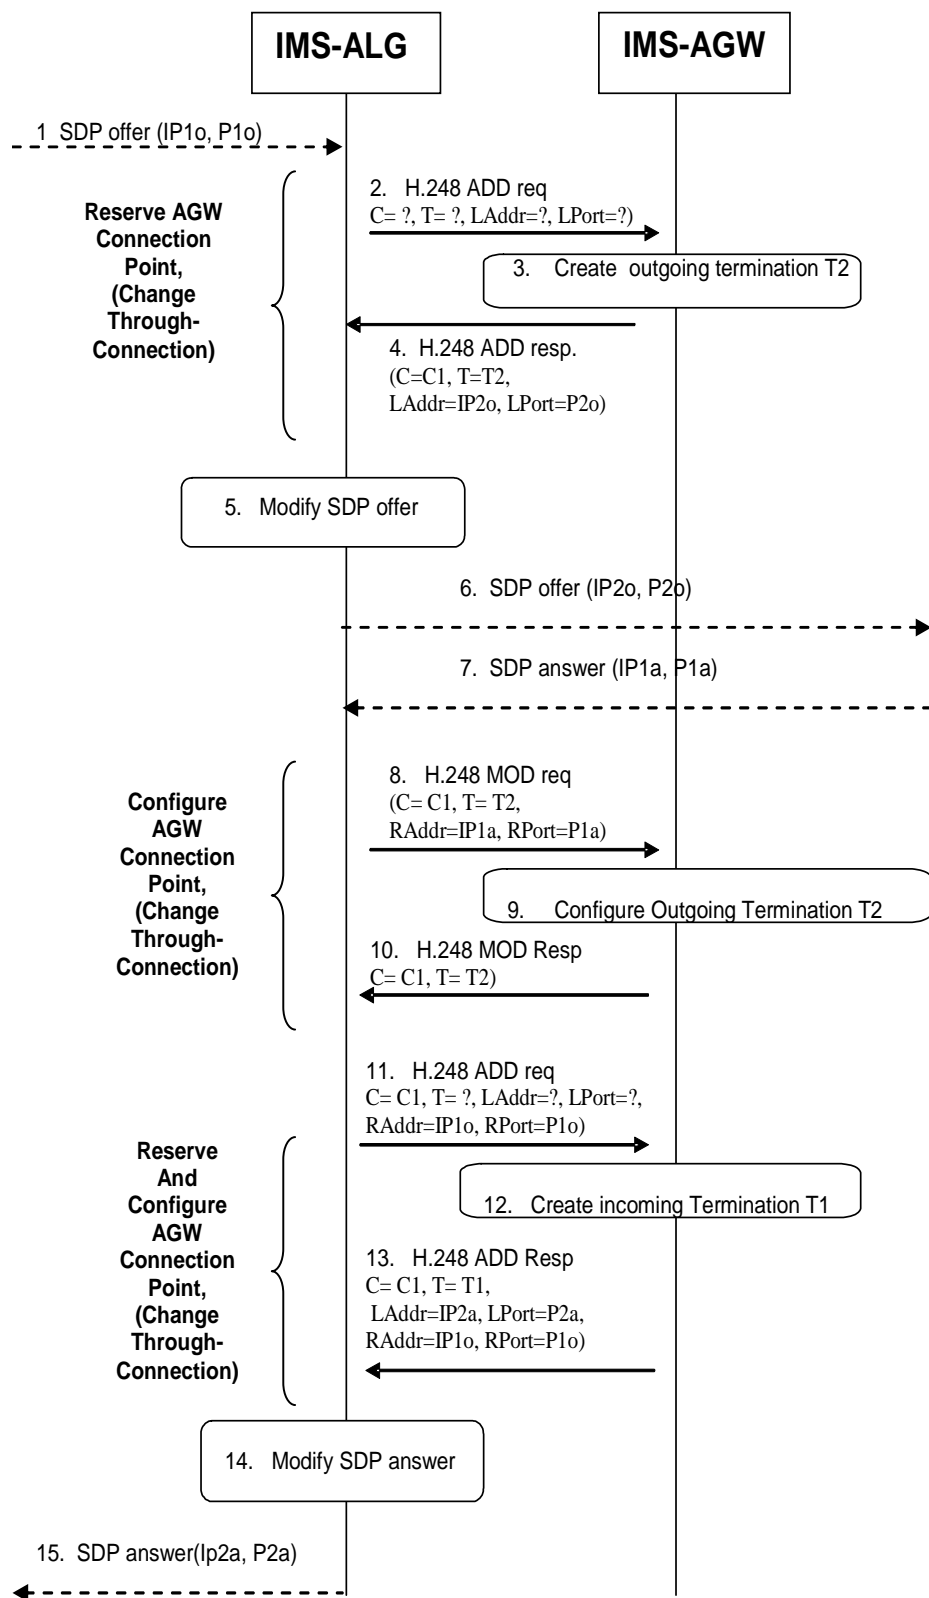 IMS-ALG
IMS-AGW
1 SDP offer (IP1o, P1o)
Reserve AGW
Connection
Point,
(Change
Through-
Connection)
2. H.248 ADD req
C= ?, T= ?, LAddr=?, LPort=?)
3. Create outgoing termination T2
4. H.248 ADD resp.
(C=C1, T=T2,
LAddr=IP2o, LPort=P2o)
5. Modify SDP offer
6. SDP offer (IP2o, P2o)
7. SDP answer (IP1a, P1a)
Configure
AGW
Connection
Point,
(Change
Through-
Connection)
8. H.248 MOD req
(C= C1, T= T2,
RAddr=IP1a, RPort=P1a)
9. Configure Outgoing Termination T2
10. H.248 MOD Resp
C= C1, T= T2)
11. H.248 ADD req
C= C1, T= ?, LAddr=?, LPort=?,
RAddr=IP1o, RPort=P1o)
Reserve
And
Configure
AGW
Connection
Point,
(Change
Through-
Connection)
12. Create incoming Termination T1
13. H.248 ADD Resp
C= C1, T= T1,
LAddr=IP2a, LPort=P2a,
RAddr=IP1o, RPort=P1o)
14. Modify SDP answer
15. SDP answer(Ip2a, P2a)